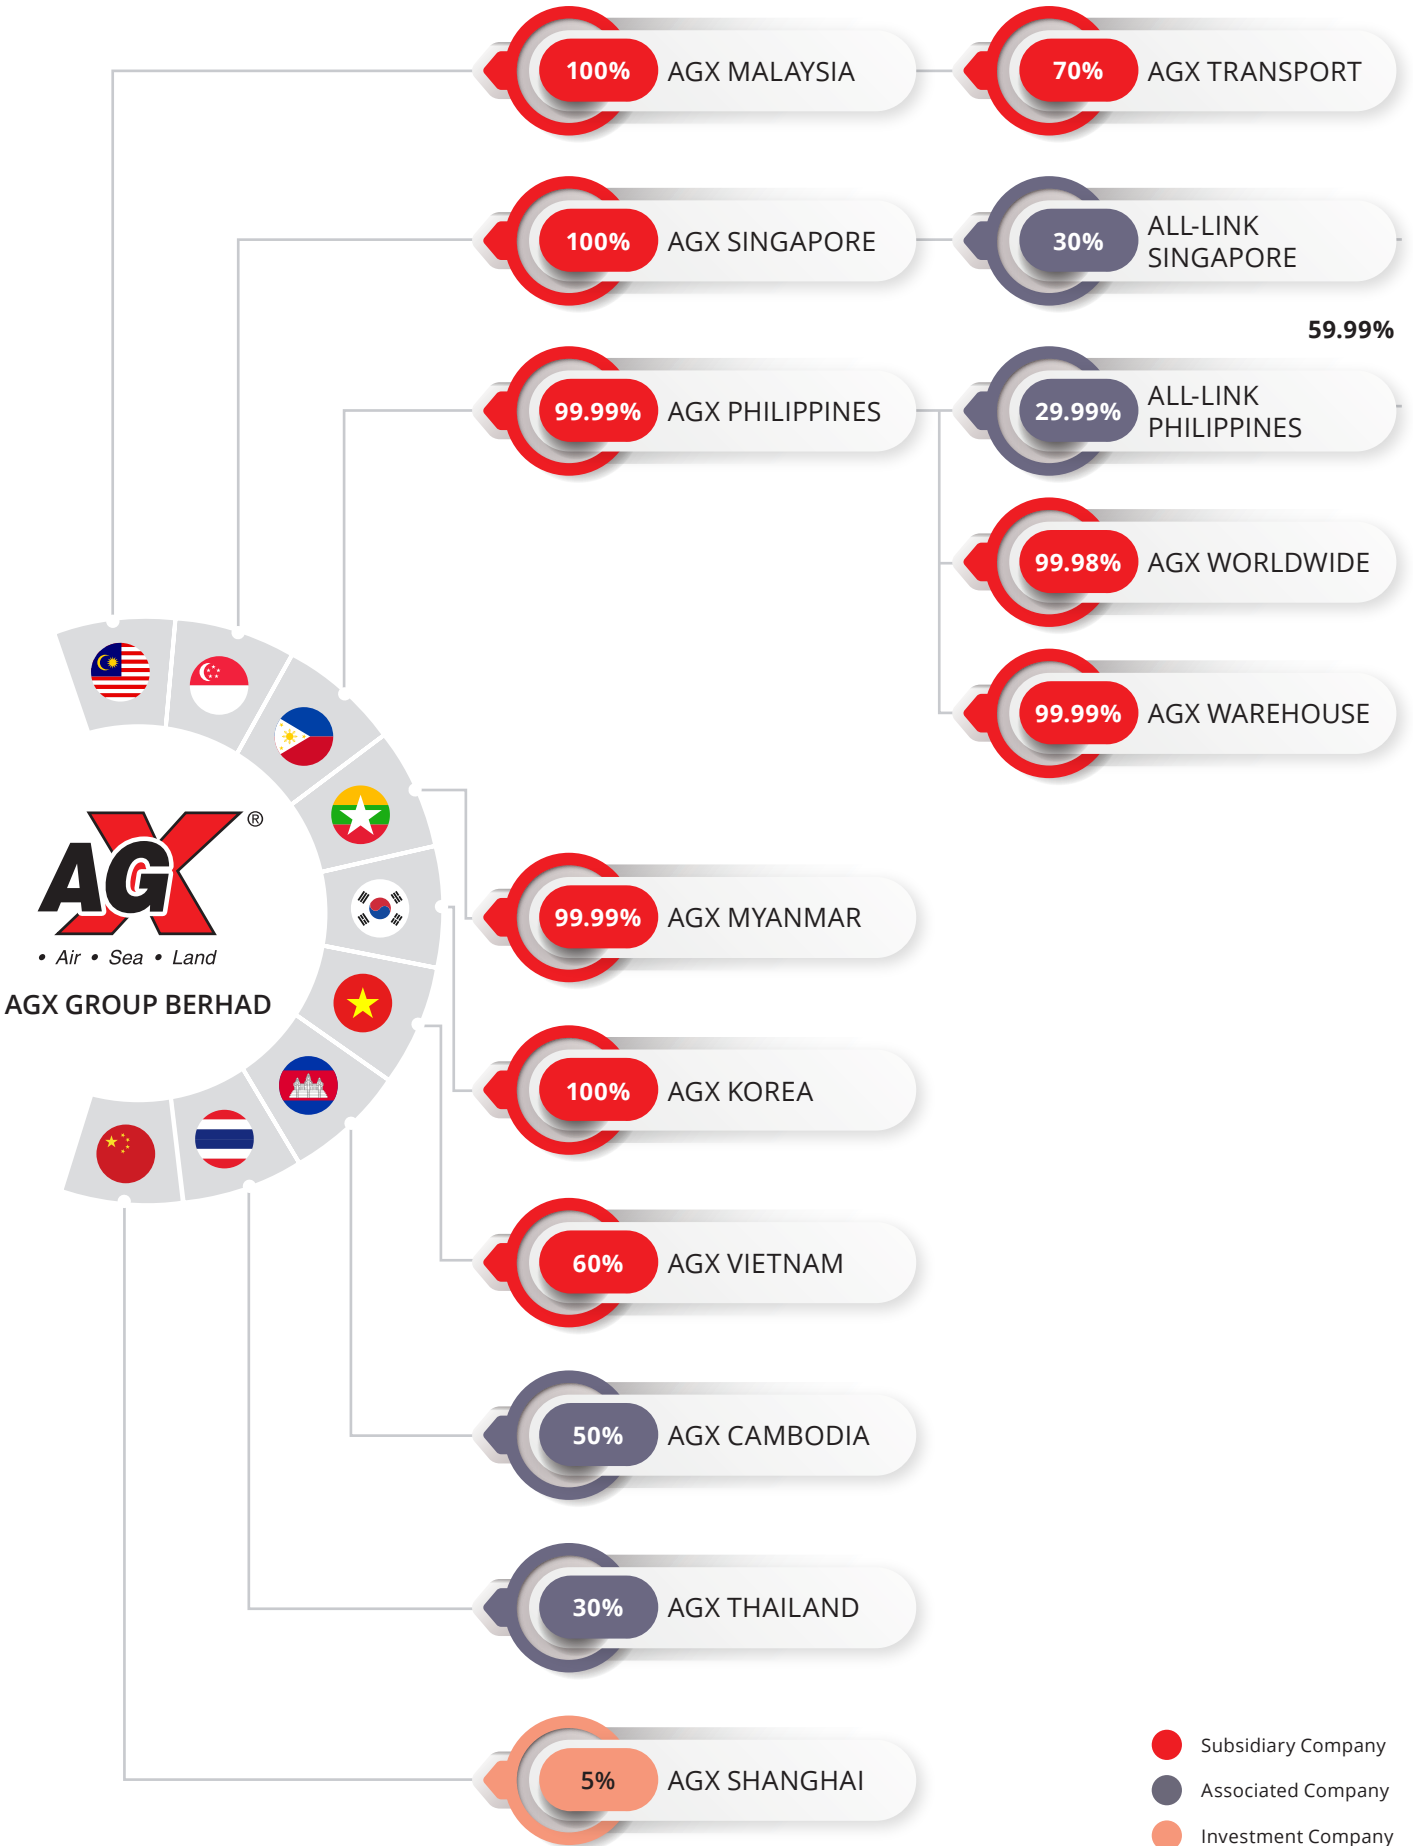 100% AGX MALAYSIA
70% AGX TRANSPORT
100% AGX SINGAPORE
30% ALL-LINK
SINGAPORE
59.99%
99.99% AGX PHILIPPINES
29.99% ALL-LINK
PHILIPPINES
99.98% AGX WORLDWIDE
99.99% AGX WAREHOUSE
AGX ®
• Air • Sea • Land
AGX GROUP BERHAD
99.99% AGX MYANMAR
100% AGX KOREA
60% AGX VIETNAM
50% AGX CAMBODIA
30% AGX THAILAND
5% AGX SHANGHAI
Subsidiary Company
Associated Company
Investment Company